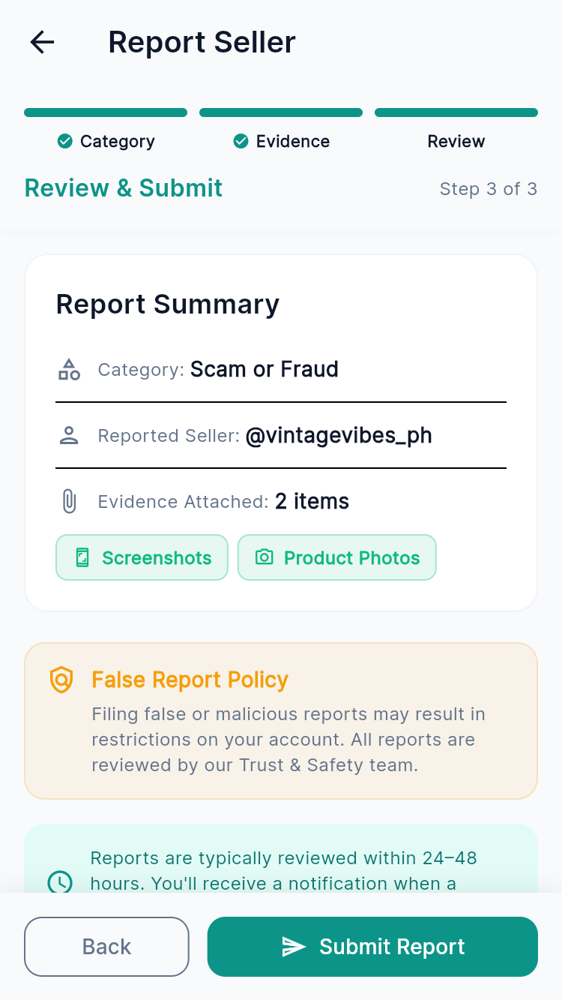 Report Seller
Category
Evidence
Review
Review & Submit
Step 3 of 3
Report Summary
Category: Scam or Fraud
Reported Seller: @vintagevibes_ph
Evidence Attached: 2 items
Screenshots
Product Photos
False Report Policy
Filing false or malicious reports may result in
restrictions on your account. All reports are
reviewed by our Trust & Safety team.
Reports are typically reviewed within 24–48
hours. You'll receive a notification when a
Back
Submit Report